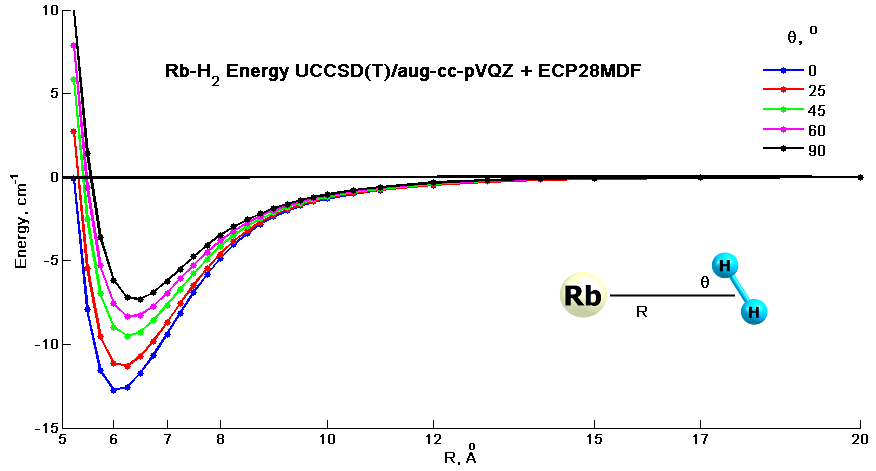 10
5
0
-5
-10
-15
Energy, cm-1
Rb-H2 Energy UCCSD(T)/aug-cc-pVQZ + ECP28MDF
θ, o
0
25
45
60
90
Rb
R
θ
H
H
5 6 7 8 10 12 15 17 20
R, Å